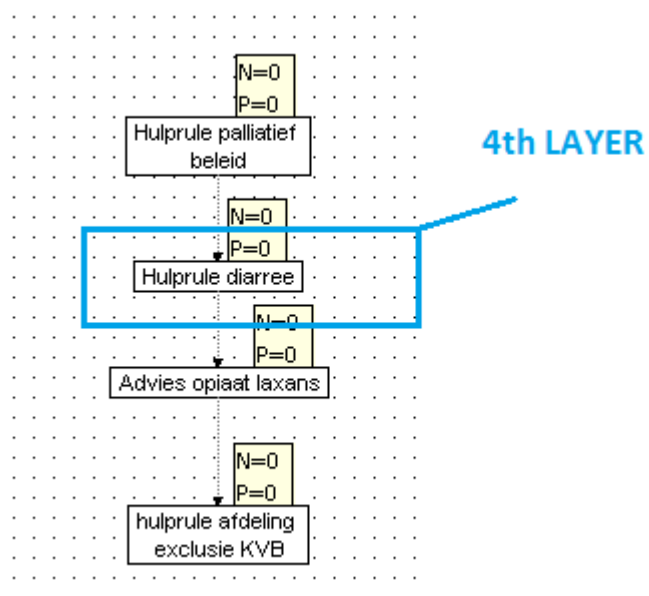 N=0
P=0
Hulprule palliatief
beleid
4th LAYER
N=0
P=0
Hulprule diarree
N=0
P=0
Advies opiaat laxans
N=0
P=0
hulprule afdeling
exclusie KVB